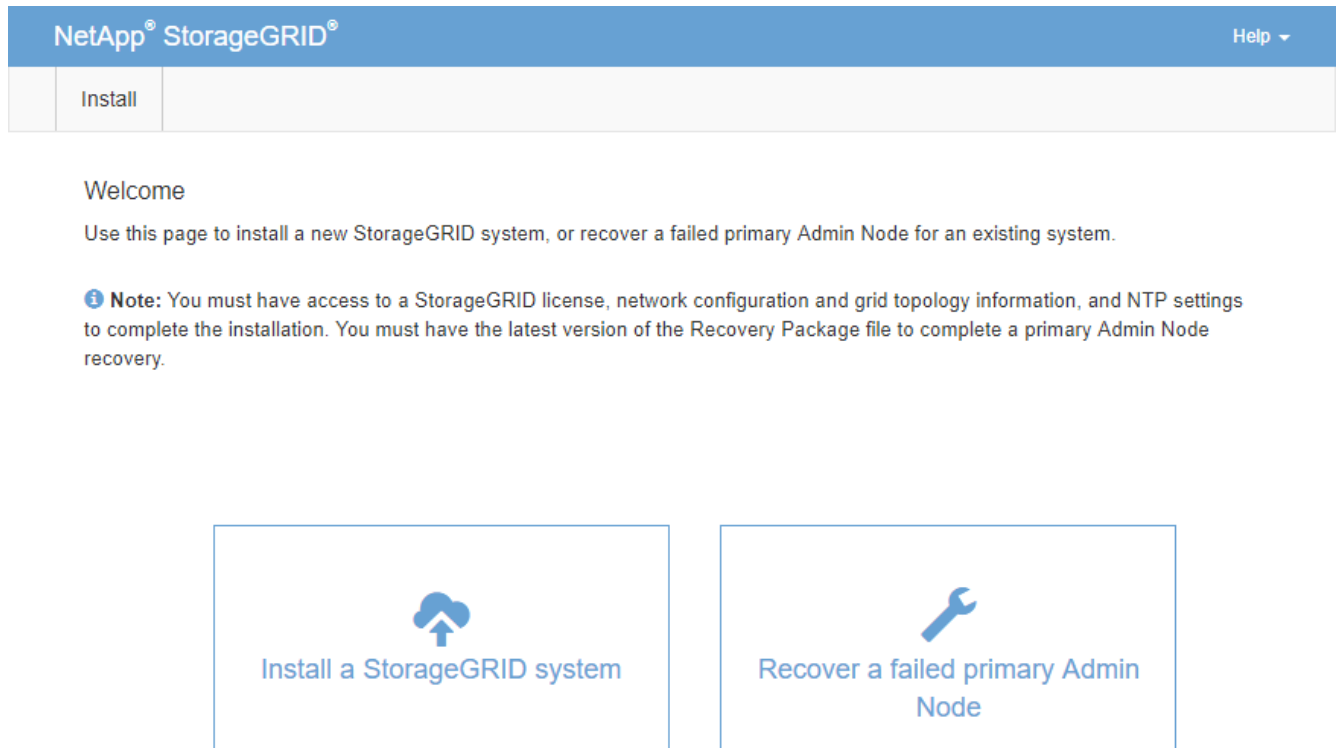 NetApp® StorageGRID®
Help
Install
Welcome
Use this page to install a new StorageGRID system, or recover a failed primary Admin Node for an existing system.
Note: You must have access to a StorageGRID license, network configuration and grid topology information, and NTP settings
to complete the installation. You must have the latest version of the Recovery Package file to complete a primary Admin Node
recovery.
Install a StorageGRID system
Recover a failed primary Admin
Node